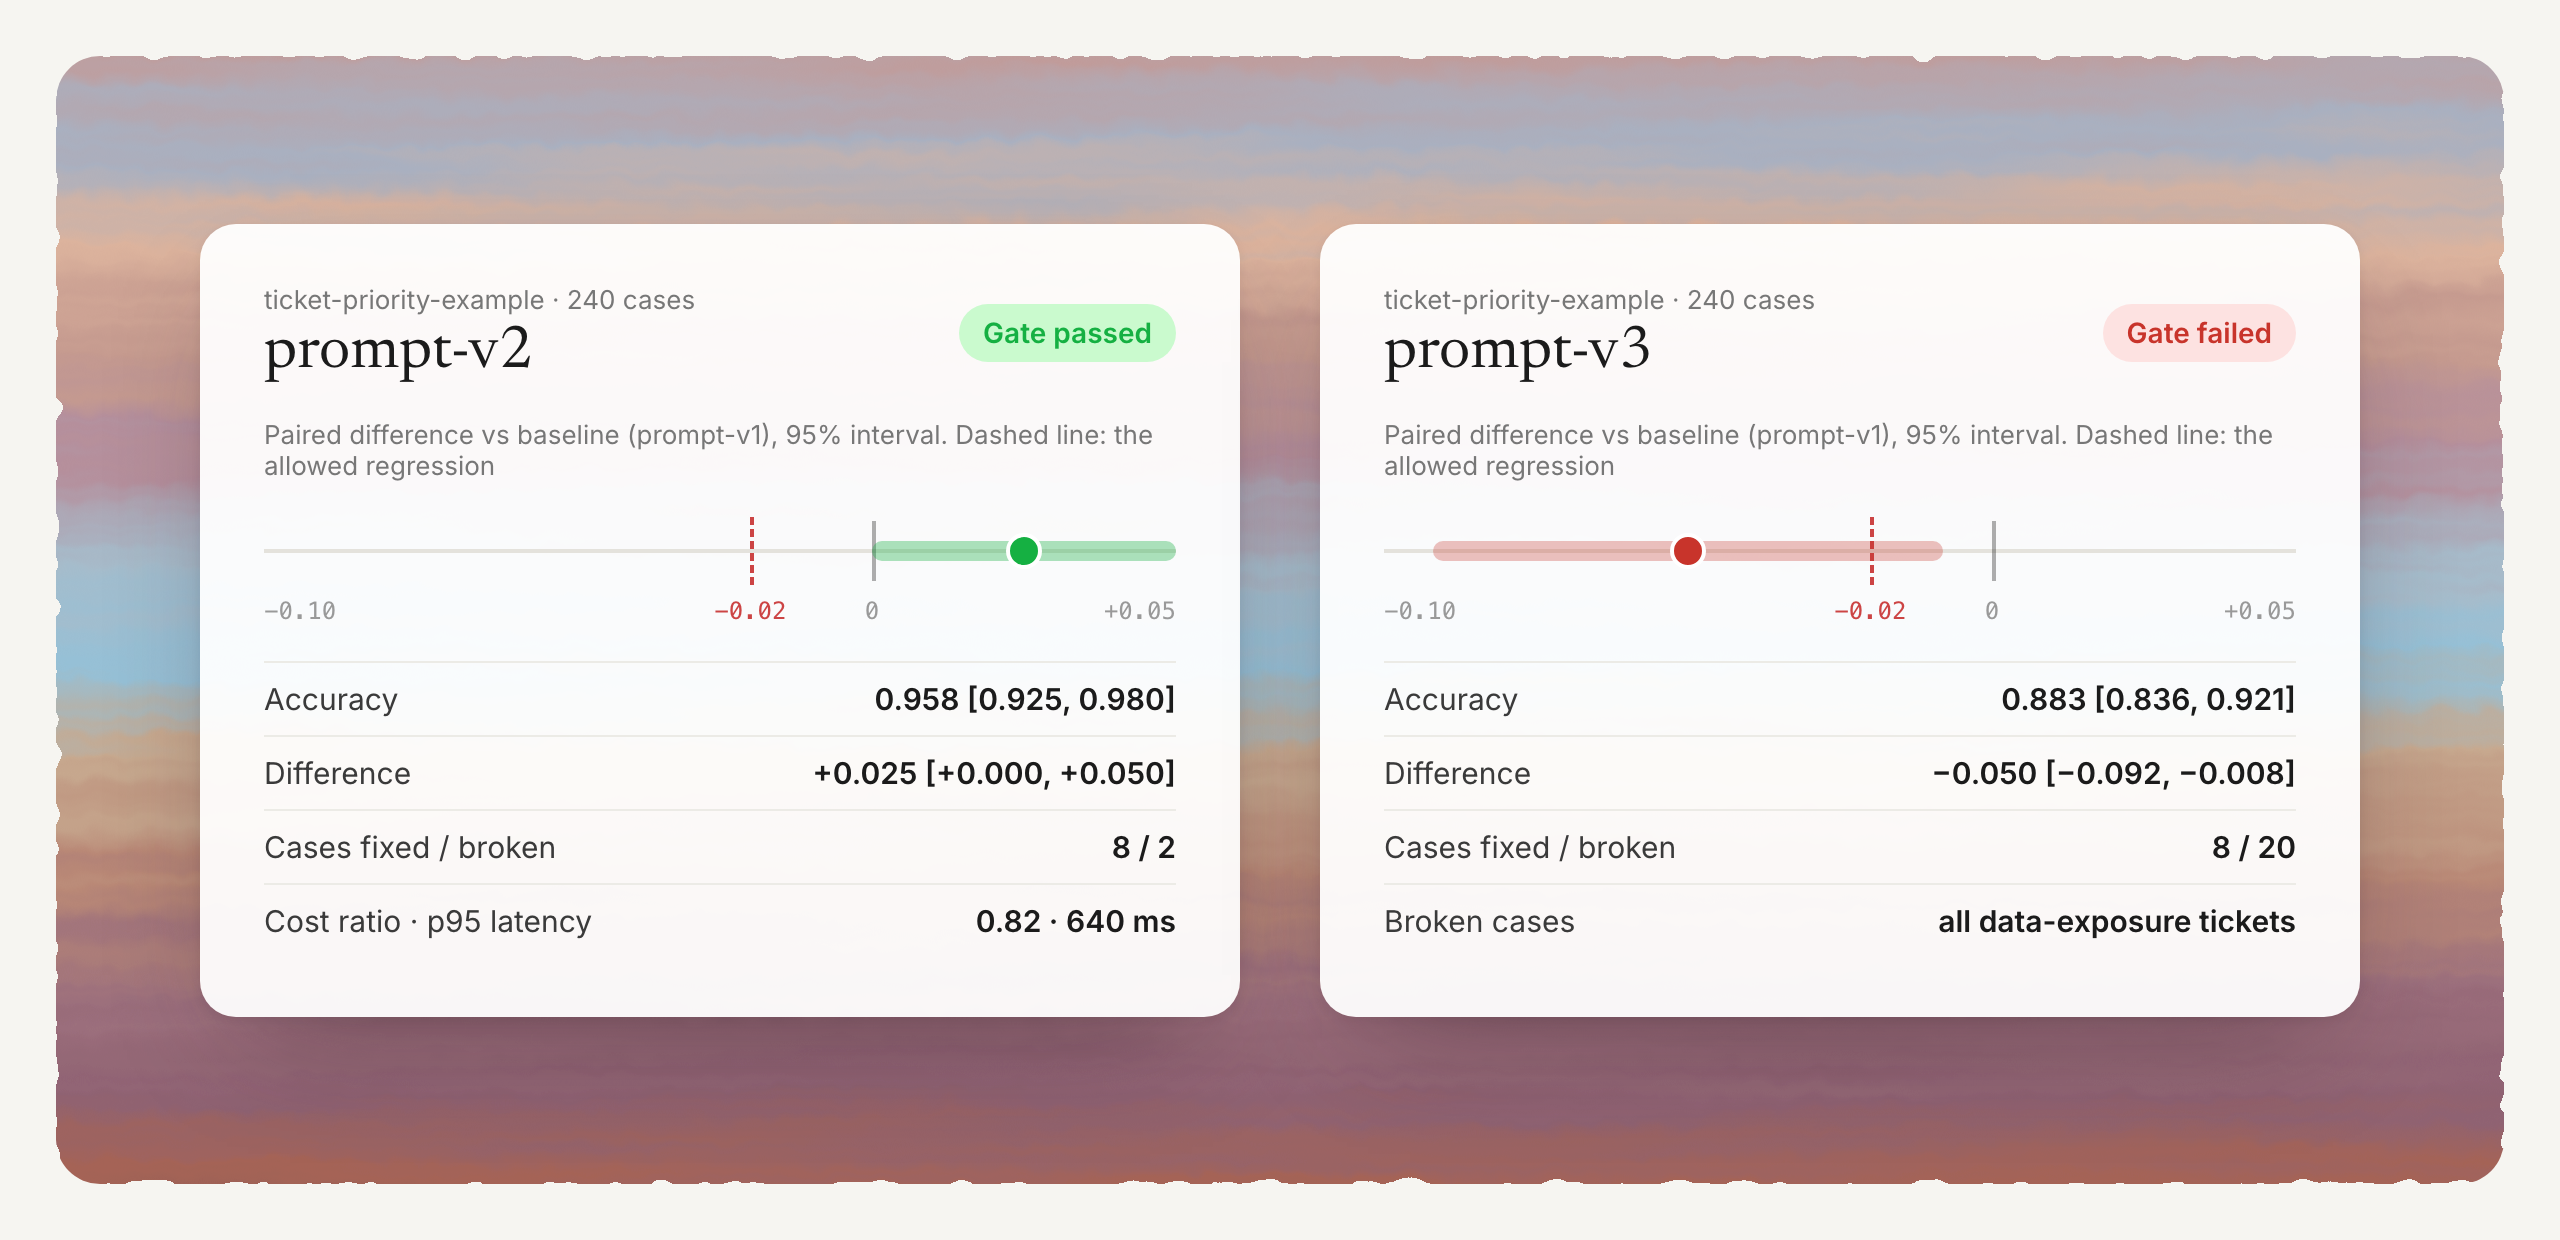 ticket-priority-example · 240 cases
prompt-v2
Gate passed
Paired difference vs baseline (prompt-v1), 95% interval. Dashed line: the
allowed regression
−0.10 −0.02 0 +0.05
Accuracy 0.958 [0.925, 0.980]
Difference +0.025 [+0.000, +0.050]
Cases fixed / broken 8 / 2
Cost ratio · p95 latency 0.82 · 640 ms
ticket-priority-example · 240 cases
prompt-v3
Gate failed
Paired difference vs baseline (prompt-v1), 95% interval. Dashed line: the
allowed regression
−0.10 −0.02 0 +0.05
Accuracy 0.883 [0.836, 0.921]
Difference −0.050 [−0.092, −0.008]
Cases fixed / broken 8 / 20
Broken cases all data-exposure tickets